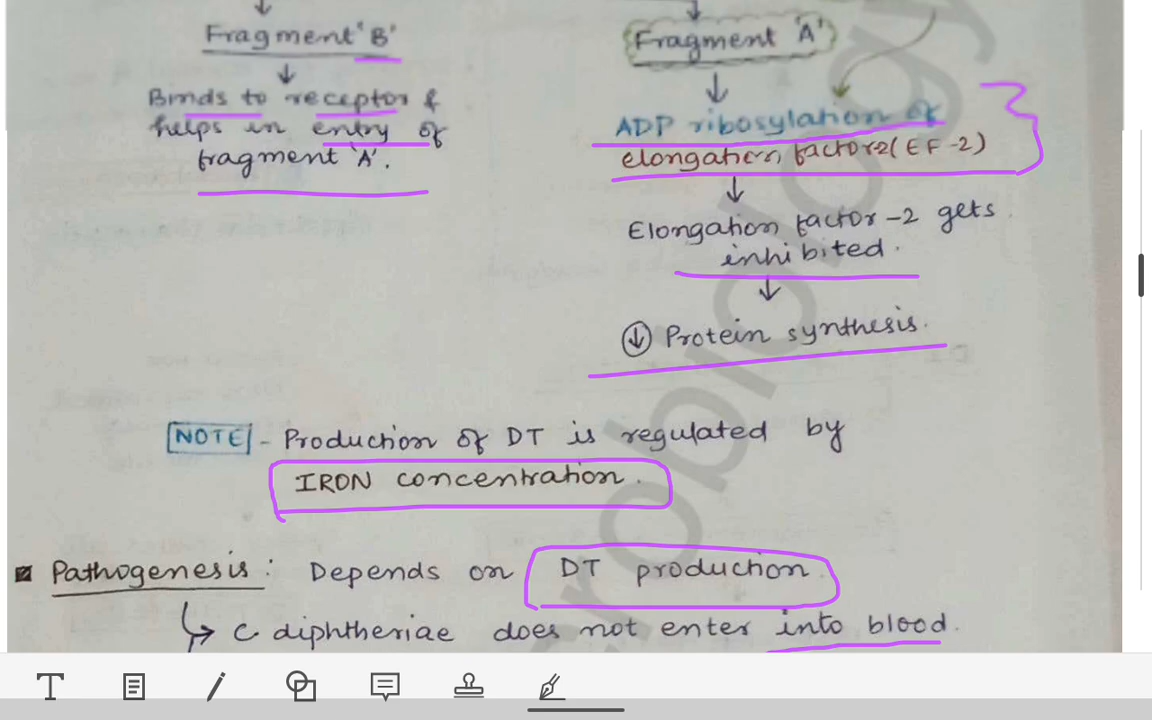 Fragment 'B'
Binds to receptor &
helps in entry of
fragment 'A'.
Fragment 'A'
ADP ribosylation of
elongation factor2(EF-2)
Elongation factor-2 gets
inhibited.
↓ Protein synthesis.
NOTE - Production of DT is regulated by
IRON concentration.
Pathogenesis: Depends on DT production.
C diphtheriae does not enter into blood.
T